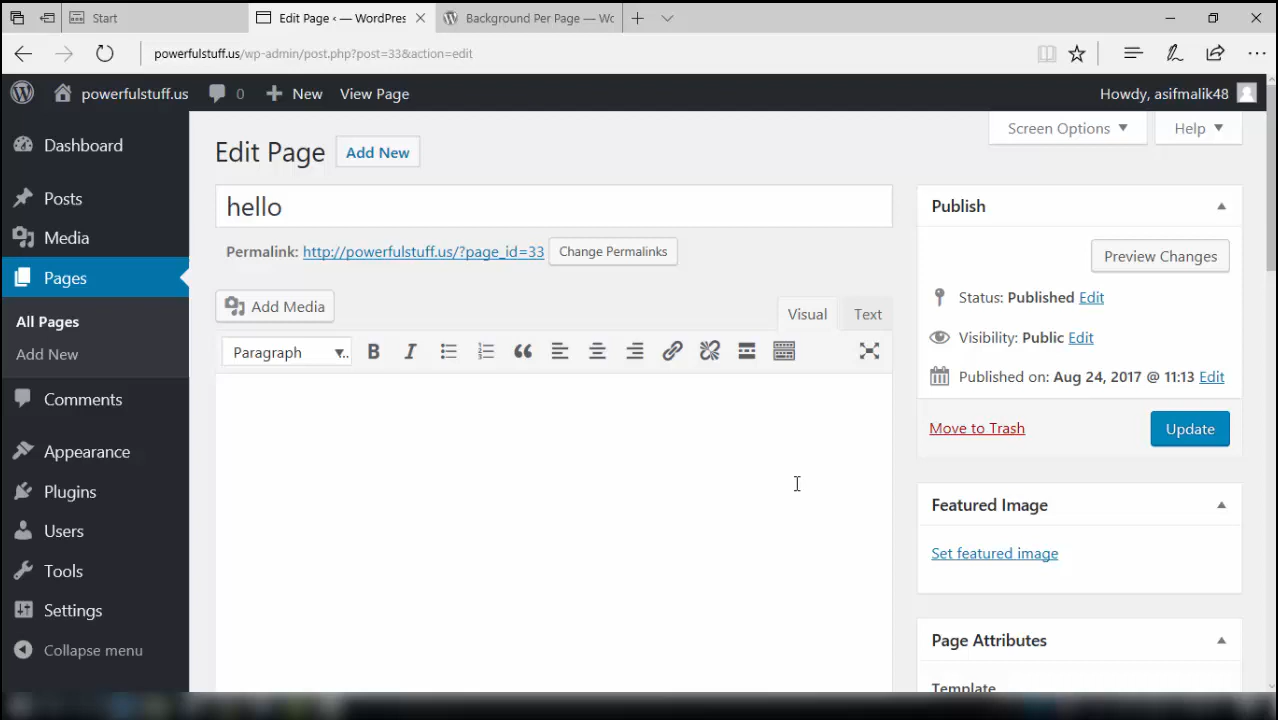 Start
Edit Page ‹ — WordPres
Background Per Page — Wo
powerfulstuff.us/wp-admin/post.php?post=33&action=edit
powerfulstuff.us
0
New
View Page
Howdy, asifmalik48
Screen Options
Help
Dashboard
Posts
Media
Pages
All Pages
Add New
Comments
Appearance
Plugins
Users
Tools
Settings
Collapse menu
Edit Page
Add New
hello
Permalink: http://powerfulstuff.us/?page_id=33
Change Permalinks
Add Media
Visual
Text
Paragraph
B
I
Publish
Preview Changes
Status: Published Edit
Visibility: Public Edit
Published on: Aug 24, 2017 @ 11:13 Edit
Move to Trash
Update
Featured Image
Set featured image
Page Attributes
Template